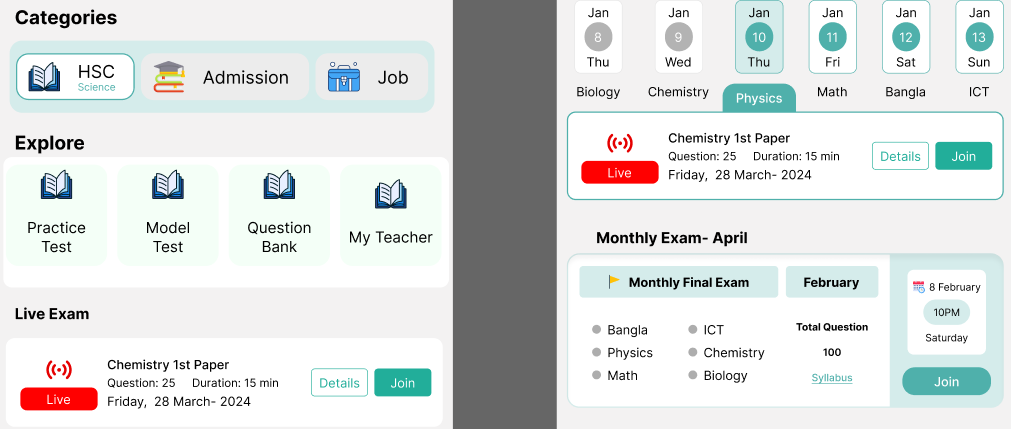 Categories
HSC
Science
Admission
Job
Explore
Practice
Test
Model
Test
Question
Bank
My Teacher
Live Exam
Live
Chemistry 1st Paper
Question: 25 Duration: 15 min
Friday, 28 March- 2024
Details
Join
Jan
8
Thu
Jan
9
Wed
Jan
10
Thu
Jan
11
Fri
Jan
12
Sat
Jan
13
Sun
Biology
Chemistry
Physics
Math
Bangla
ICT
Live
Chemistry 1st Paper
Question: 25 Duration: 15 min
Friday, 28 March- 2024
Details
Join
Monthly Exam- April
Monthly Final Exam
February
Bangla
Physics
Math
ICT
Chemistry
Biology
Total Question
100
Syllabus
8 February
10PM
Saturday
Join